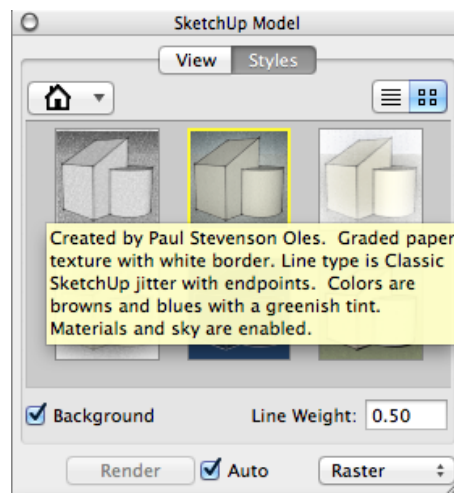 SketchUp Model
View Styles
Created by Paul Stevenson Oles. Graded paper
texture with white border. Line type is Classic
SketchUp jitter with endpoints. Colors are
browns and blues with a greenish tint.
Materials and sky are enabled.
Background Line Weight: 0.50
Render Auto Raster